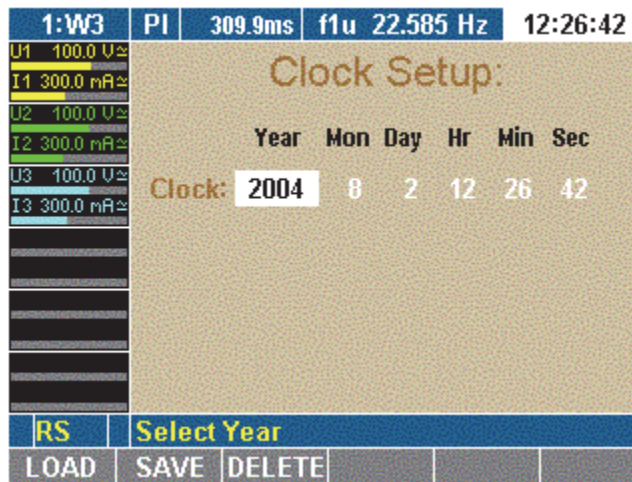 1:W3 PI 309.9ms f1u 22.585 Hz 12:26:42
U1 100.0 V≃
I1 300.0 mA≃
Clock Setup:
U2 100.0 V≃
I2 300.0 mA≃
Year Mon Day Hr Min Sec
U3 100.0 V≃
I3 300.0 mA≃
Clock: 2004 8 2 12 26 42
RS Select Year
LOAD SAVE DELETE